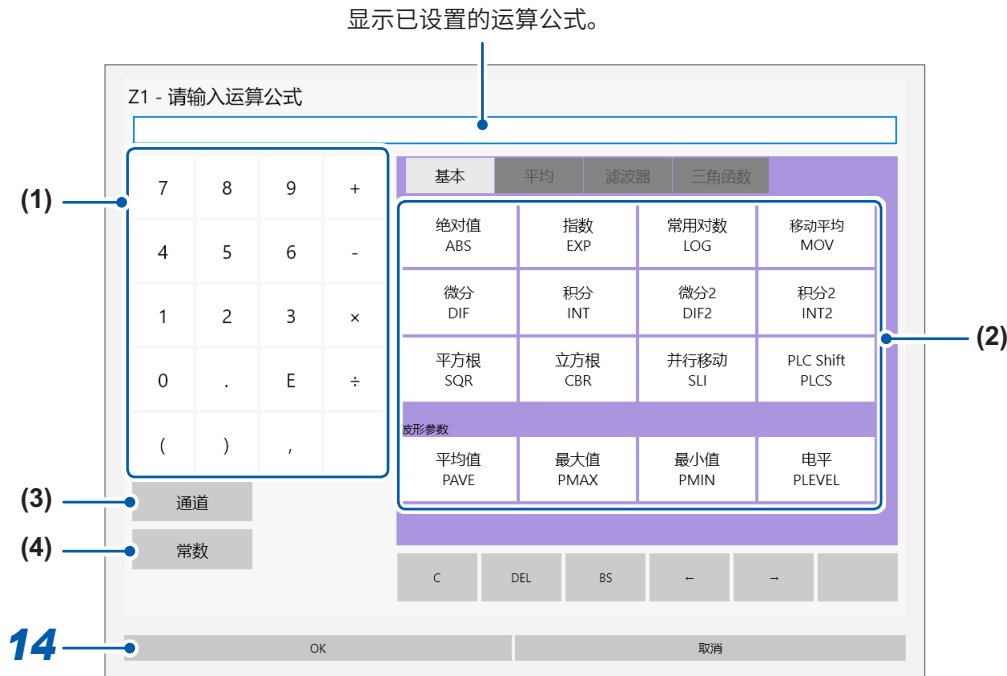 显示已设置的运算公式。
Z1 - 请输入运算公式
(1)
7 8 9 +
4 5 6 -
1 2 3 ×
0 . E ÷
( ) ,
基本 平均 滤波器 三角函数
绝对值 指数 常用对数 移动平均
ABS EXP LOG MOV
微分 积分 微分2 积分2
DIF INT DIF2 INT2
(2)
平方根 立方根 并行移动 PLC Shift
SQR CBR SLI PLCS
波形参数
平均值 最大值 最小值 电平
PAVE PMAX PMIN PLEVEL
(3) 通道
(4) 常数
C DEL BS ← →
14 OK 取消